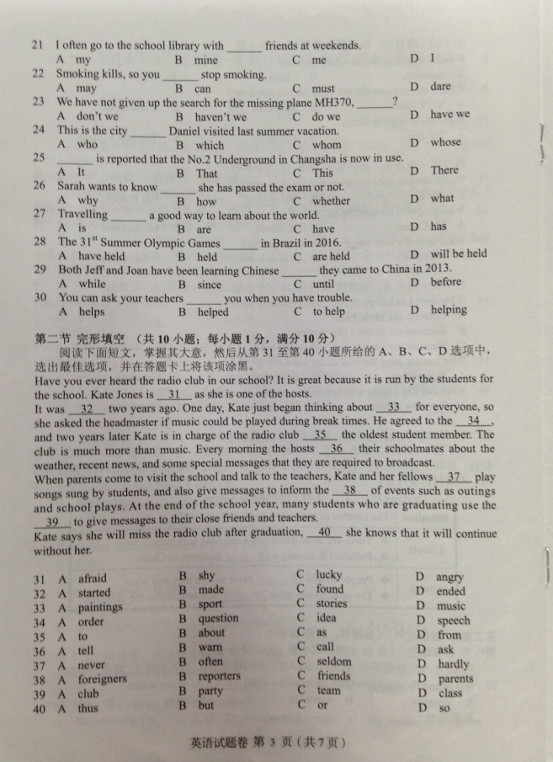 21 I often go to the school library with ______ friends at weekends.
A my B mine C me D I
22 Smoking kills, so you ______ stop smoking.
A may B can C must D dare
23 We have not given up the search for the missing plane MH370, ______?
A don't we B haven't we C do we D have we
24 This is the city ______ Daniel visited last summer vacation.
A who B which C whom D whose
25 ______ is reported that the No.2 Underground in Changsha is now in use.
A It B That C This D There
26 Sarah wants to know ______ she has passed the exam or not.
A why B how C whether D what
27 Travelling ______ a good way to learn about the world.
A is B are C have D has
28 The 31st Summer Olympic Games ______ in Brazil in 2016.
A have held B held C are held D will be held
29 Both Jeff and Joan have been learning Chinese ______ they came to China in 2013.
A while B since C until D before
30 You can ask your teachers ______ you when you have trouble.
A helps B helped C to help D helping
第二节 完形填空 （共 10 小题；每小题 1 分，满分 10 分）
阅读下面短文，掌握其大意，然后从第 31 至第 40 小题所给的 A、B、C、D 选项中，
选出最佳选项，并在答题卡上将该项涂黑。
Have you ever heard the radio club in our school? It is great because it is run by the students for
the school. Kate Jones is 31 as she is one of the hosts.
It was 32 two years ago. One day, Kate just began thinking about 33 for everyone, so
she asked the headmaster if music could be played during break times. He agreed to the 34 ,
and two years later Kate is in charge of the radio club 35 the oldest student member. The
club is much more than music. Every morning the hosts 36 their schoolmates about the
weather, recent news, and some special messages that they are required to broadcast.
When parents come to visit the school and talk to the teachers, Kate and her fellows 37 play
songs sung by students, and also give messages to inform the 38 of events such as outings
and school plays. At the end of the school year, many students who are graduating use the
39 to give messages to their close friends and teachers.
Kate says she will miss the radio club after graduation, 40 she knows that it will continue
without her.
31 A afraid B shy C lucky D angry
32 A started B made C found D ended
33 A paintings B sport C stories D music
34 A order B question C idea D speech
35 A to B about C as D from
36 A tell B warn C call D ask
37 A never B often C seldom D hardly
38 A foreigners B reporters C friends D parents
39 A club B party C team D class
40 A thus B but C or D so
英语试题卷 第 3 页（共 7 页）